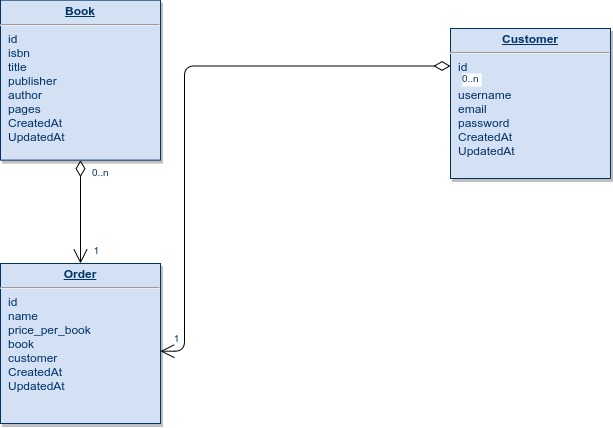 Book
id
isbn
title
publisher
author
pages
CreatedAt
UpdatedAt
0..n
1
Customer
id
0..n
username
email
password
CreatedAt
UpdatedAt
Order
id
name
price_per_book
book
customer
CreatedAt
UpdatedAt
1